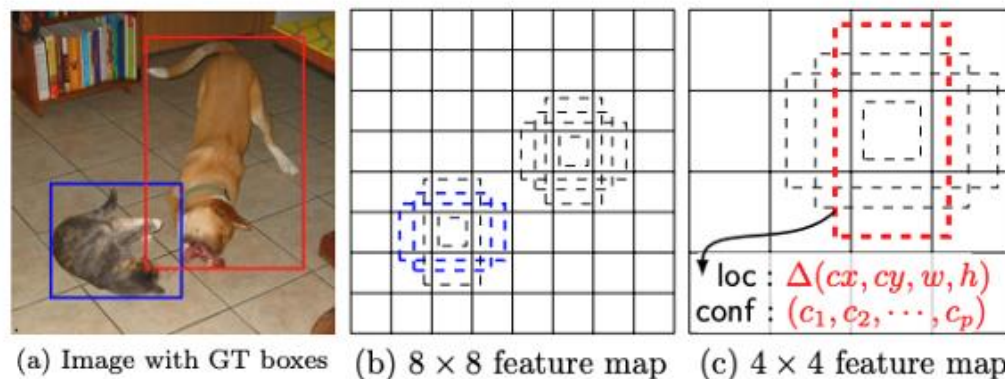 loc : Δ(cx, cy, w, h)
conf : (c₁, c₂, ⋯, cₚ)
(a) Image with GT boxes
(b) 8 × 8 feature map
(c) 4 × 4 feature map